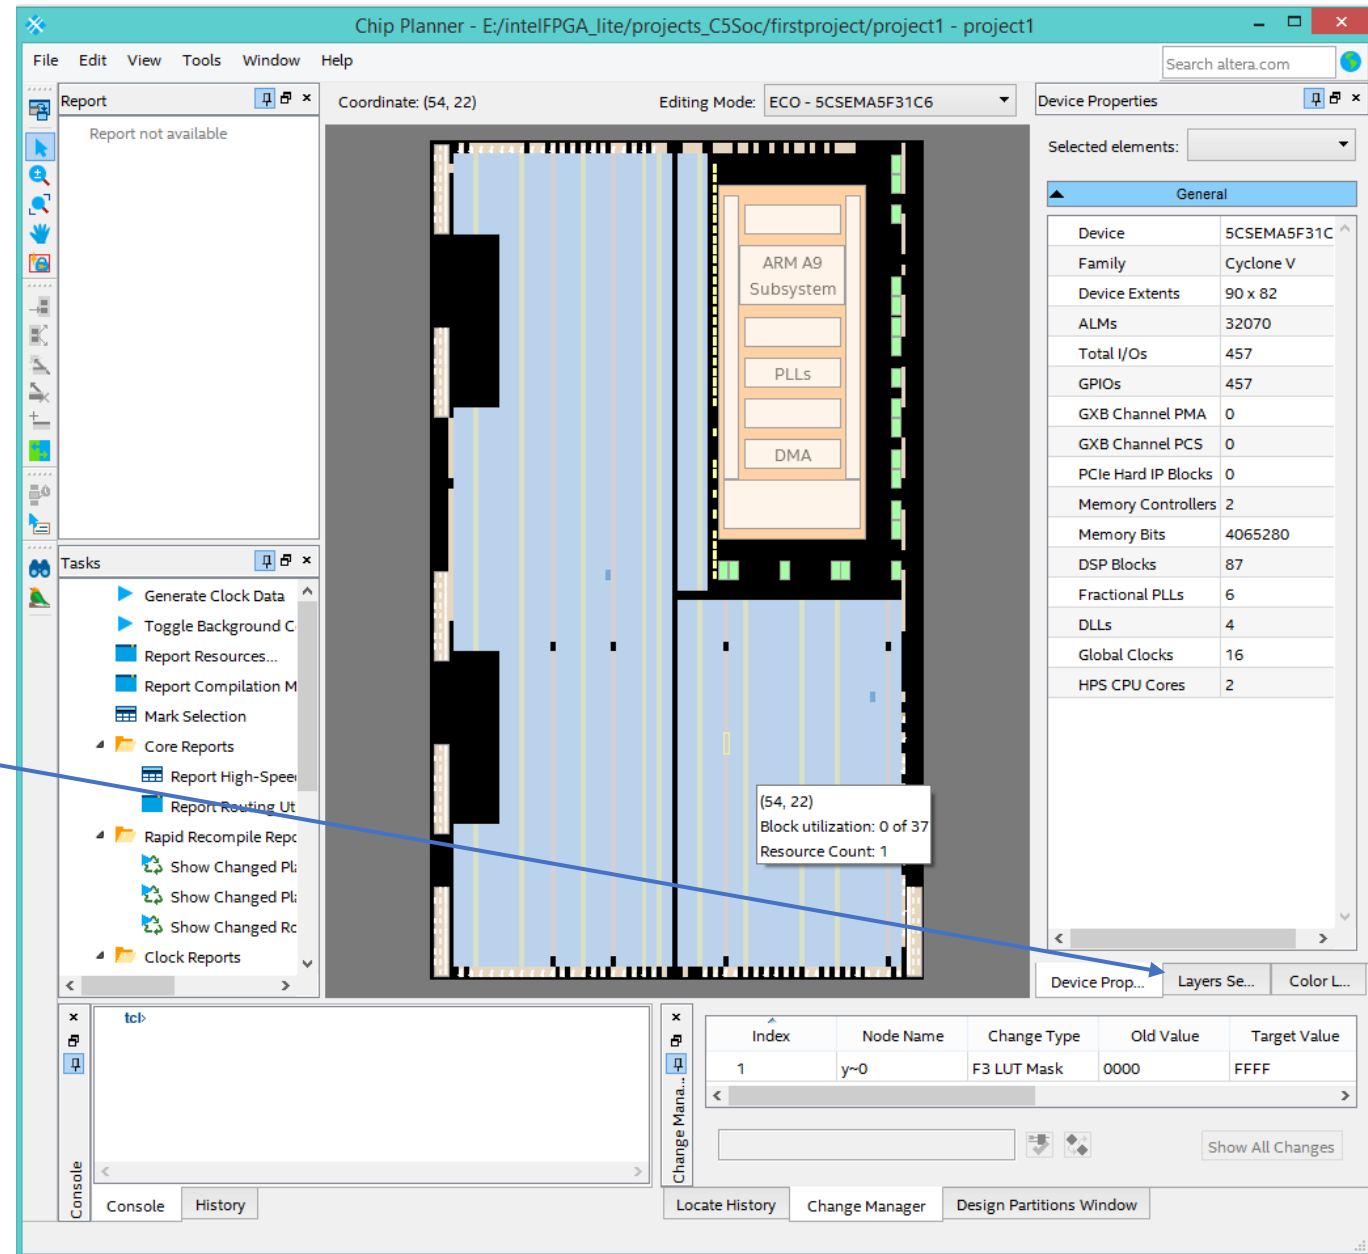 Chip Planner - E:/intelFPGA_lite/projects_C5Soc/firstproject/project1 - project1
File Edit View Tools Window Help
Search altera.com
Report
Report not available
Coordinate: (54, 22)
Editing Mode: ECO - 5CSEMA5F31C6
ARM A9
Subsystem
PLLs
DMA
(54, 22)
Block utilization: 0 of 37
Resource Count: 1
Device Properties
Selected elements:
General
Device 5CSEMA5F31C
Family Cyclone V
Device Extents 90 x 82
ALMs 32070
Total I/Os 457
GPIOs 457
GXB Channel PMA 0
GXB Channel PCS 0
PCIe Hard IP Blocks 0
Memory Controllers 2
Memory Bits 4065280
DSP Blocks 87
Fractional PLLs 6
DLLs 4
Global Clocks 16
HPS CPU Cores 2
Device Prop... Layers Se... Color L...
Tasks
Generate Clock Data
Toggle Background C
Report Resources...
Report Compilation M
Mark Selection
Core Reports
Report High-Spee
Report Routing Ut
Rapid Recompile Repo
Show Changed Pla
Show Changed Pla
Show Changed Ro
Clock Reports
tcl>
Console
Console History
Change Mana...
Index Node Name Change Type Old Value Target Value
1 y~0 F3 LUT Mask 0000 FFFF
Show All Changes
Locate History Change Manager Design Partitions Window